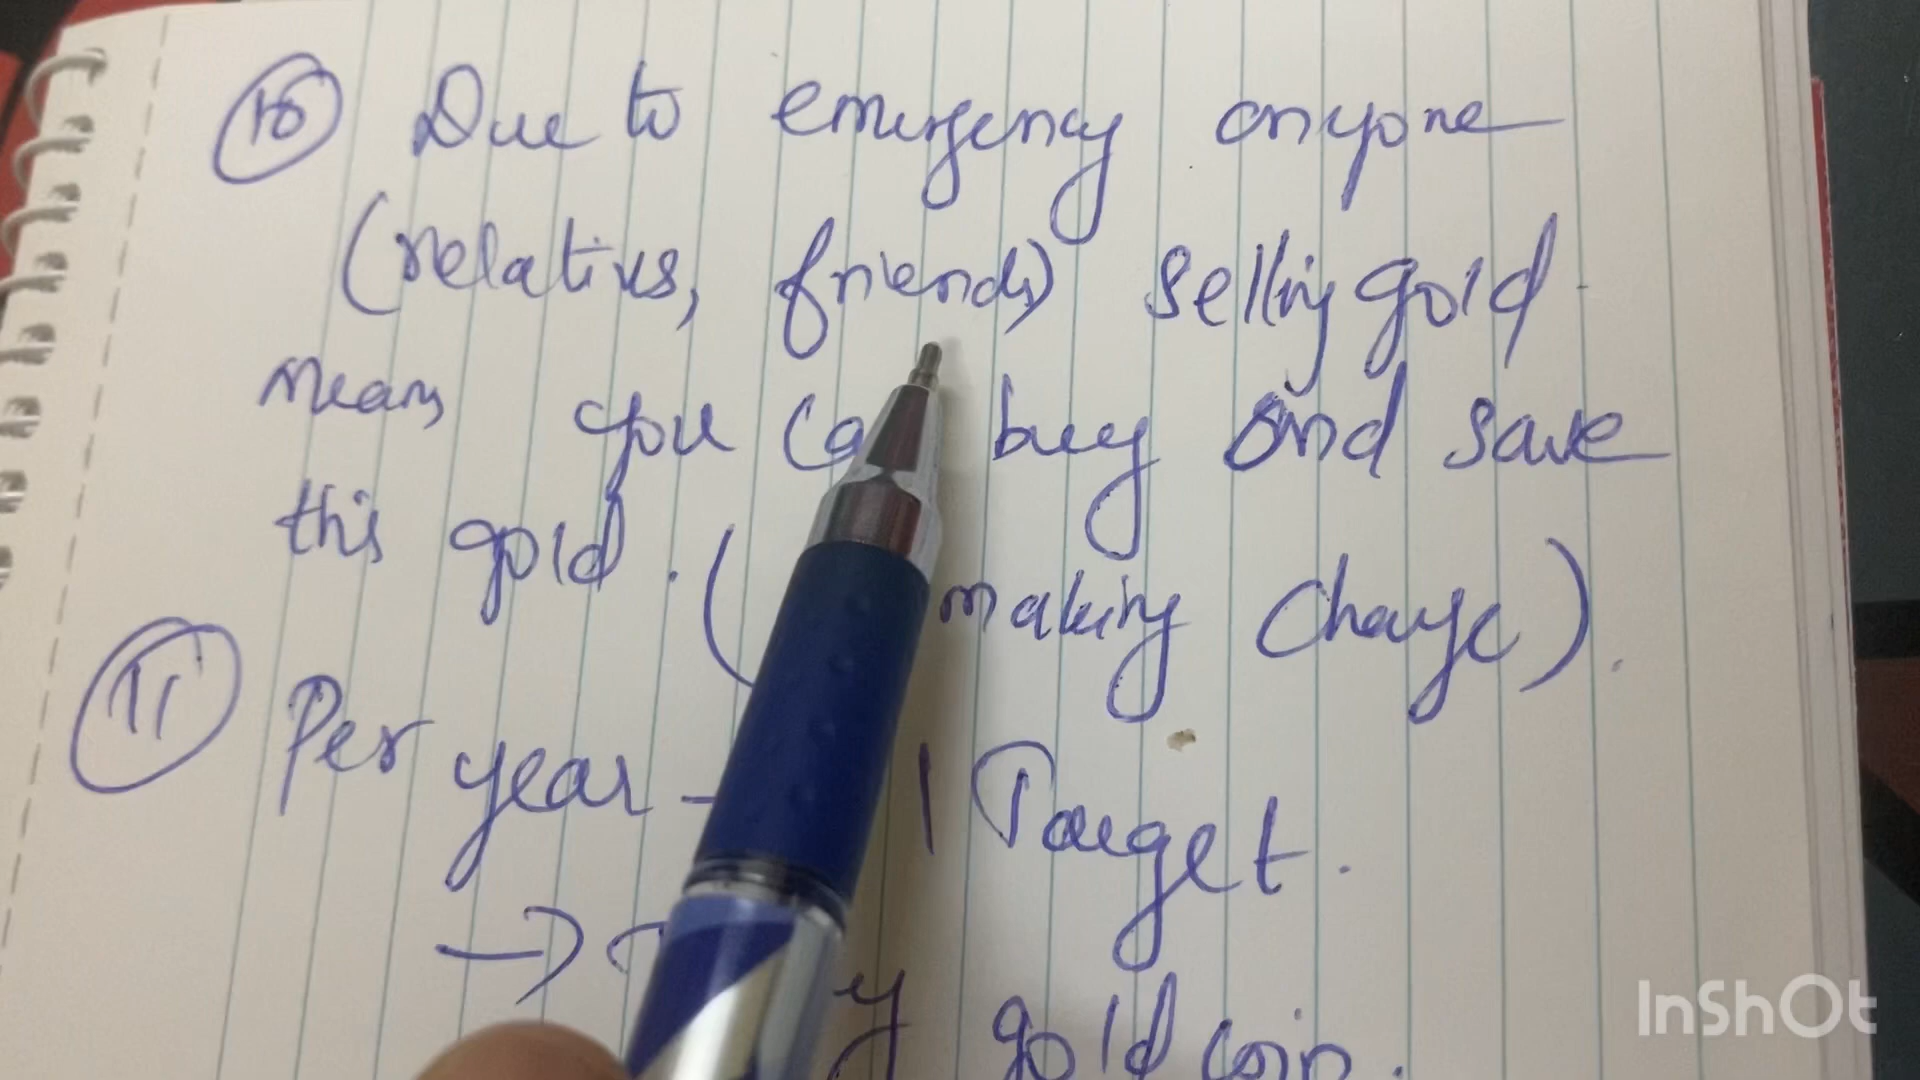 10 Due to emergency anyone
(relatives, friends) selling gold
means you ca buy and save
this gold. ( making charge).
11 Per year - 1 Target.
→ y gold coin.
InShOt